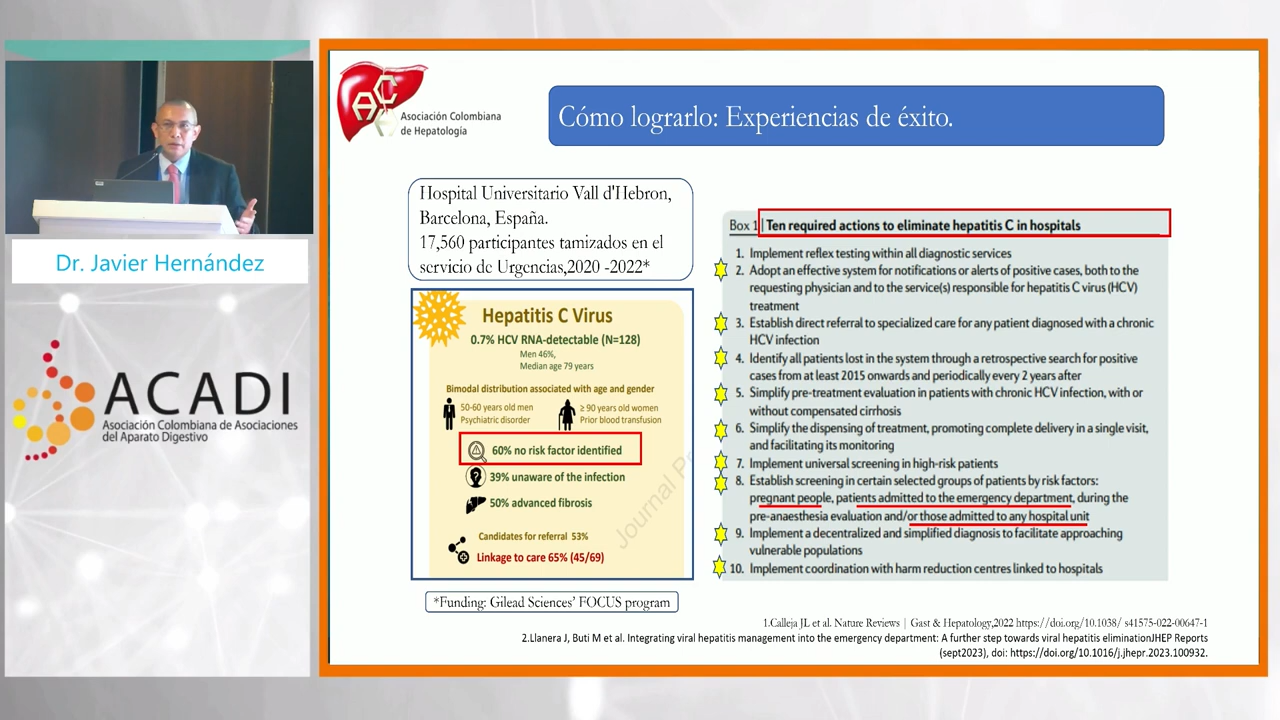 Dr. Javier Hernández
ACADI
Asociación Colombiana de Asociaciones
del Aparato Digestivo
ACH
Asociación Colombiana
de Hepatología
Cómo lograrlo: Experiencias de éxito.
Hospital Universitario Vall d'Hebron,
Barcelona, España.
17,560 participantes tamizados en el
servicio de Urgencias,2020 -2022*
Hepatitis C Virus
0.7% HCV RNA-detectable (N=128)
Men 46%,
Median age 79 years
Bimodal distribution associated with age and gender
50-60 years old men
Psychiatric disorder
≥ 90 years old women
Prior blood transfusion
60% no risk factor identified
39% unaware of the infection
50% advanced fibrosis
Candidates for referral 53%
Linkage to care 65% (45/69)
Journal Pr
*Funding: Gilead Sciences' FOCUS program
Box 1 | Ten required actions to eliminate hepatitis C in hospitals
1. Implement reflex testing within all diagnostic services
2. Adopt an effective system for notifications or alerts of positive cases, both to the
requesting physician and to the service(s) responsible for hepatitis C virus (HCV)
treatment
3. Establish direct referral to specialized care for any patient diagnosed with a chronic
HCV infection
4. Identify all patients lost in the system through a retrospective search for positive
cases from at least 2015 onwards and periodically every 2 years after
5. Simplify pre-treatment evaluation in patients with chronic HCV infection, with or
without compensated cirrhosis
6. Simplify the dispensing of treatment, promoting complete delivery in a single visit,
and facilitating its monitoring
7. Implement universal screening in high-risk patients
8. Establish screening in certain selected groups of patients by risk factors:
pregnant people, patients admitted to the emergency department, during the
pre-anaesthesia evaluation and/or those admitted to any hospital unit
9. Implement a decentralized and simplified diagnosis to facilitate approaching
vulnerable populations
10. Implement coordination with harm reduction centres linked to hospitals
1.Calleja JL et al. Nature Reviews | Gast & Hepatology,2022 https://doi.org/10.1038/ s41575-022-00647-1
2.Llanera J, Buti M et al. Integrating viral hepatitis management into the emergency department: A further step towards viral hepatitis eliminationJHEP Reports
(sept2023), doi: https://doi.org/10.1016/j.jhepr.2023.100932.